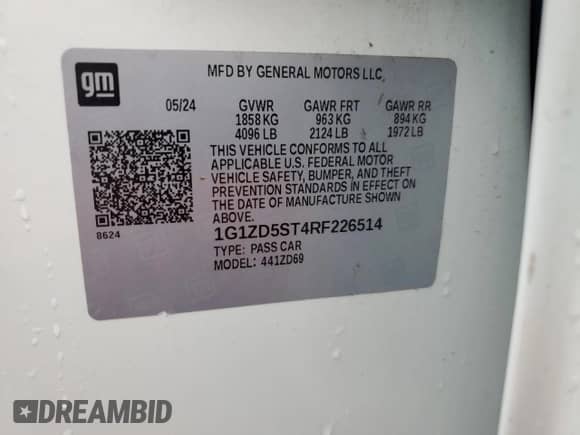 gm
MFD BY GENERAL MOTORS LLC
05/24 GVWR GAWR FRT GAWR RR
1858 KG 963 KG 894 KG
4096 LB 2124 LB 1972 LB
THIS VEHICLE CONFORMS TO ALL
APPLICABLE U.S. FEDERAL MOTOR
VEHICLE SAFETY, BUMPER, AND THEFT
PREVENTION STANDARDS IN EFFECT ON
THE DATE OF MANUFACTURE SHOWN
ABOVE.
8624
1G1ZD5ST4RF226514
TYPE: PASS CAR
MODEL: 441ZD69
DREAMBID